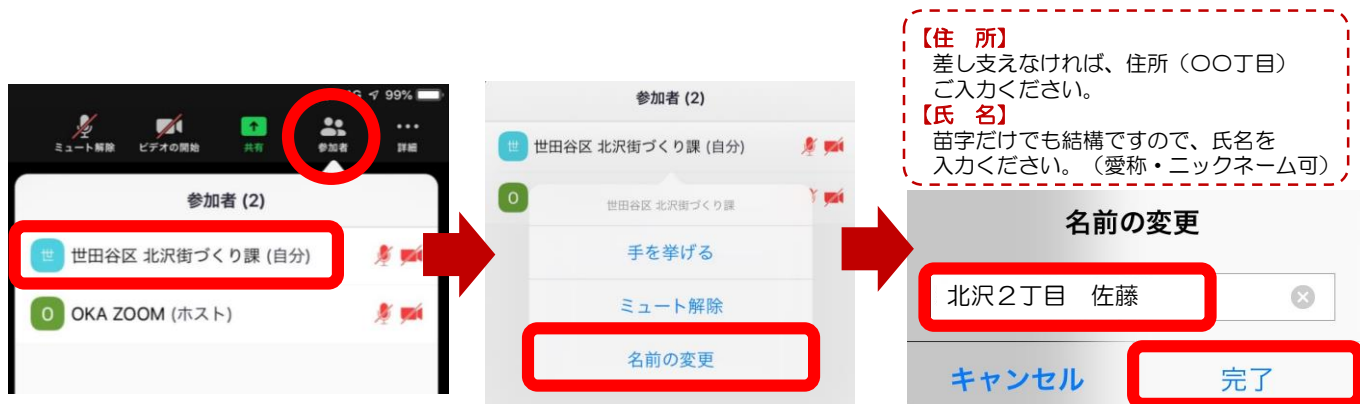 G 99%
ミュート解除 ビデオの開始 共有 参加者 詳細
参加者 (2)
世 世田谷区 北沢街づくり課 (自分)
O OKA ZOOM (ホスト)
参加者 (2)
世 世田谷区 北沢街づくり課 (自分)
O
世田谷区 北沢街づくり課
手を挙げる
ミュート解除
名前の変更
【住　所】
差し支えなければ、住所（〇〇丁目）
ご入力ください。
【氏　名】
苗字だけでも結構ですので、氏名を
入力ください。（愛称・ニックネーム可）
名前の変更
北沢２丁目　佐藤
キャンセル 完了